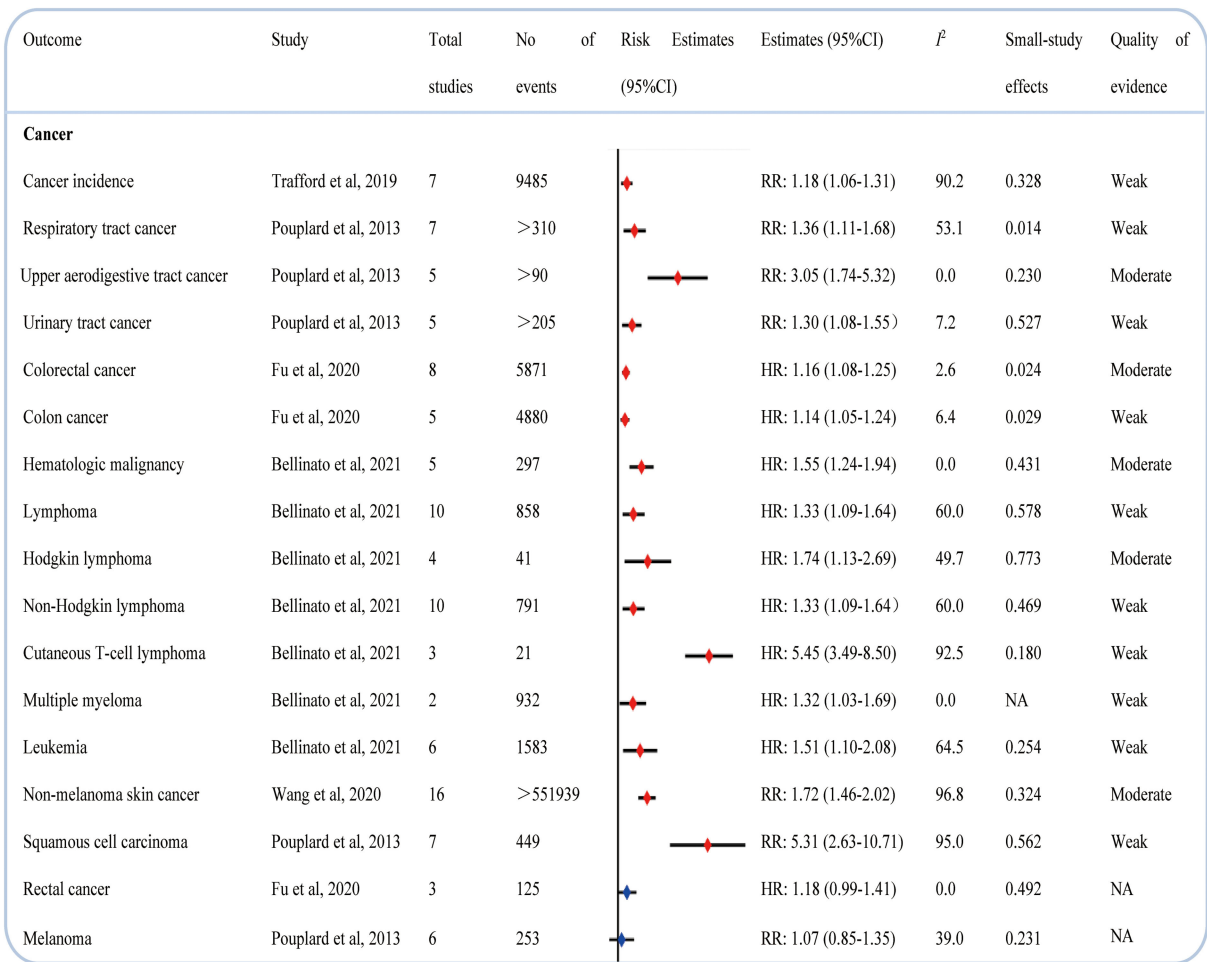 Outcome Study Total No of Risk Estimates Estimates (95%CI) I² Small-study Quality of
studies events (95%CI) effects evidence
Cancer
Cancer incidence Trafford et al, 2019 7 9485 RR: 1.18 (1.06-1.31) 90.2 0.328 Weak
Respiratory tract cancer Pouplard et al, 2013 7 >310 RR: 1.36 (1.11-1.68) 53.1 0.014 Weak
Upper aerodigestive tract cancer Pouplard et al, 2013 5 >90 RR: 3.05 (1.74-5.32) 0.0 0.230 Moderate
Urinary tract cancer Pouplard et al, 2013 5 >205 RR: 1.30 (1.08-1.55) 7.2 0.527 Weak
Colorectal cancer Fu et al, 2020 8 5871 HR: 1.16 (1.08-1.25) 2.6 0.024 Moderate
Colon cancer Fu et al, 2020 5 4880 HR: 1.14 (1.05-1.24) 6.4 0.029 Weak
Hematologic malignancy Bellinato et al, 2021 5 297 HR: 1.55 (1.24-1.94) 0.0 0.431 Moderate
Lymphoma Bellinato et al, 2021 10 858 HR: 1.33 (1.09-1.64) 60.0 0.578 Weak
Hodgkin lymphoma Bellinato et al, 2021 4 41 HR: 1.74 (1.13-2.69) 49.7 0.773 Moderate
Non-Hodgkin lymphoma Bellinato et al, 2021 10 791 HR: 1.33 (1.09-1.64) 60.0 0.469 Weak
Cutaneous T-cell lymphoma Bellinato et al, 2021 3 21 HR: 5.45 (3.49-8.50) 92.5 0.180 Weak
Multiple myeloma Bellinato et al, 2021 2 932 HR: 1.32 (1.03-1.69) 0.0 NA Weak
Leukemia Bellinato et al, 2021 6 1583 HR: 1.51 (1.10-2.08) 64.5 0.254 Weak
Non-melanoma skin cancer Wang et al, 2020 16 >551939 RR: 1.72 (1.46-2.02) 96.8 0.324 Moderate
Squamous cell carcinoma Pouplard et al, 2013 7 449 RR: 5.31 (2.63-10.71) 95.0 0.562 Weak
Rectal cancer Fu et al, 2020 3 125 HR: 1.18 (0.99-1.41) 0.0 0.492 NA
Melanoma Pouplard et al, 2013 6 253 RR: 1.07 (0.85-1.35) 39.0 0.231 NA